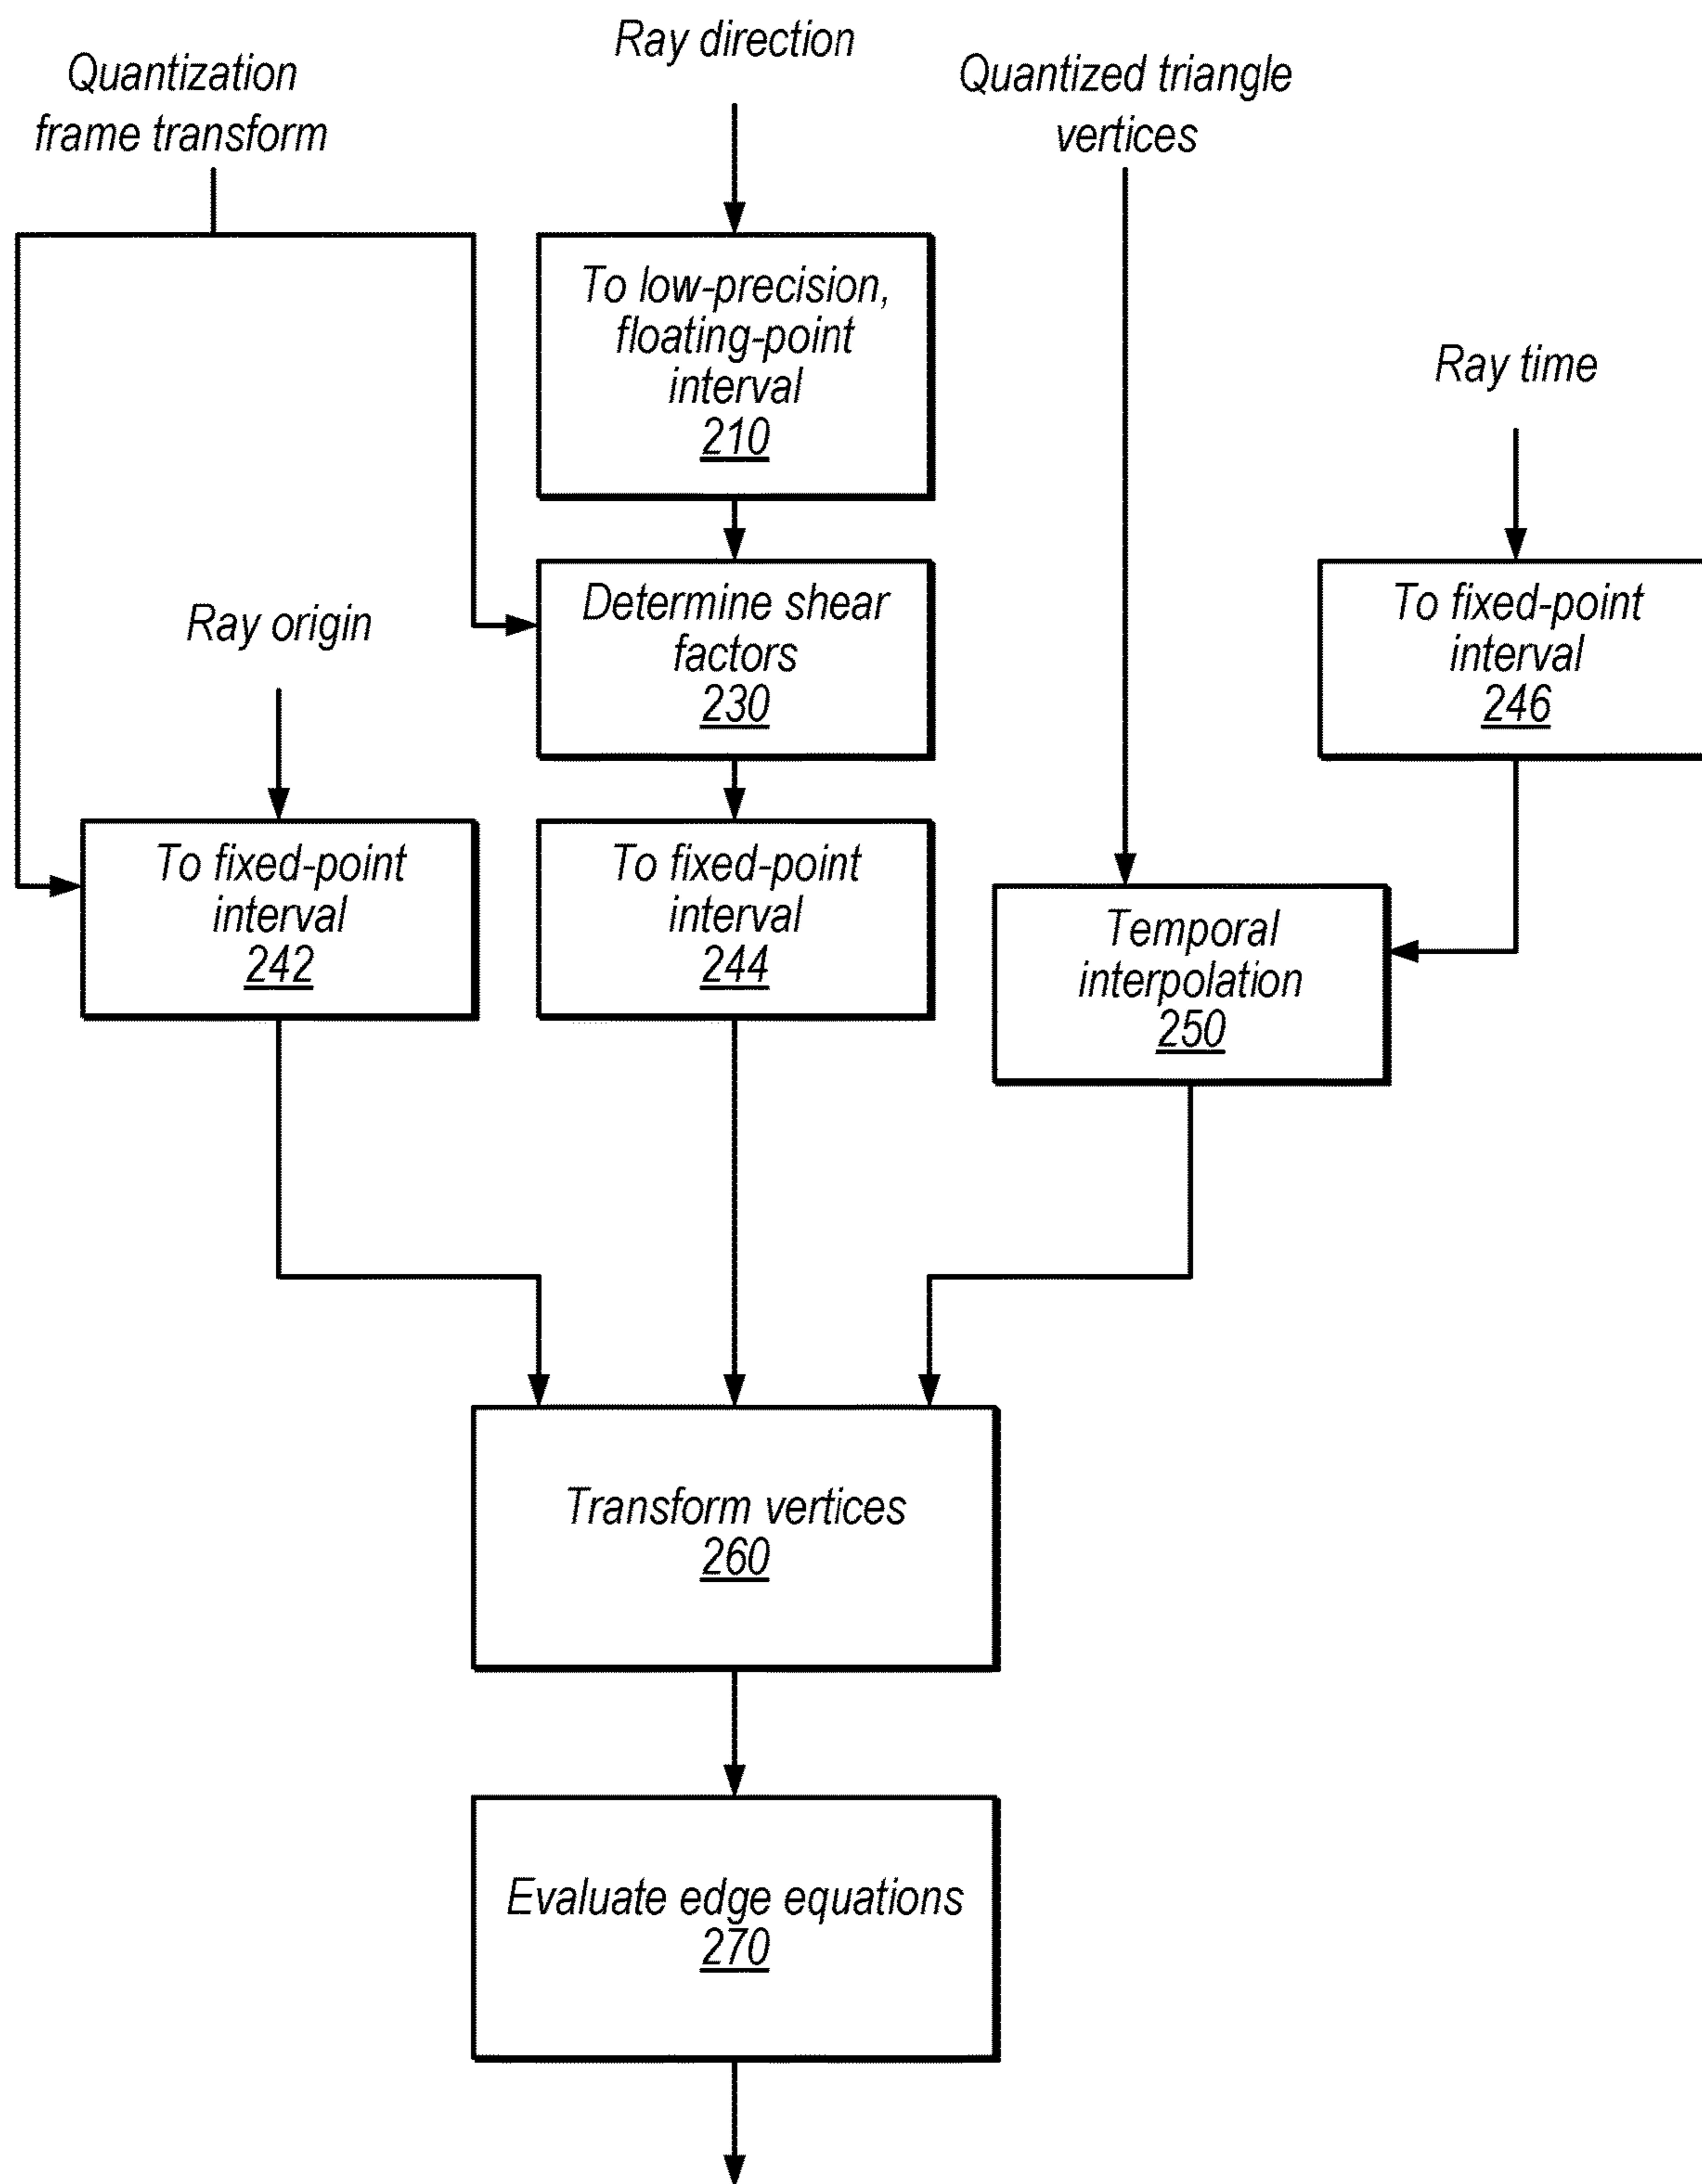 Ray direction
Quantization
frame transform
Quantized triangle
vertices
To low-precision,
floating-point
interval
210
Ray time
Determine shear
factors
230
To fixed-point
interval
246
Ray origin
To fixed-point
interval
242
To fixed-point
interval
244
Temporal
interpolation
250
Transform vertices
260
Evaluate edge equations
270